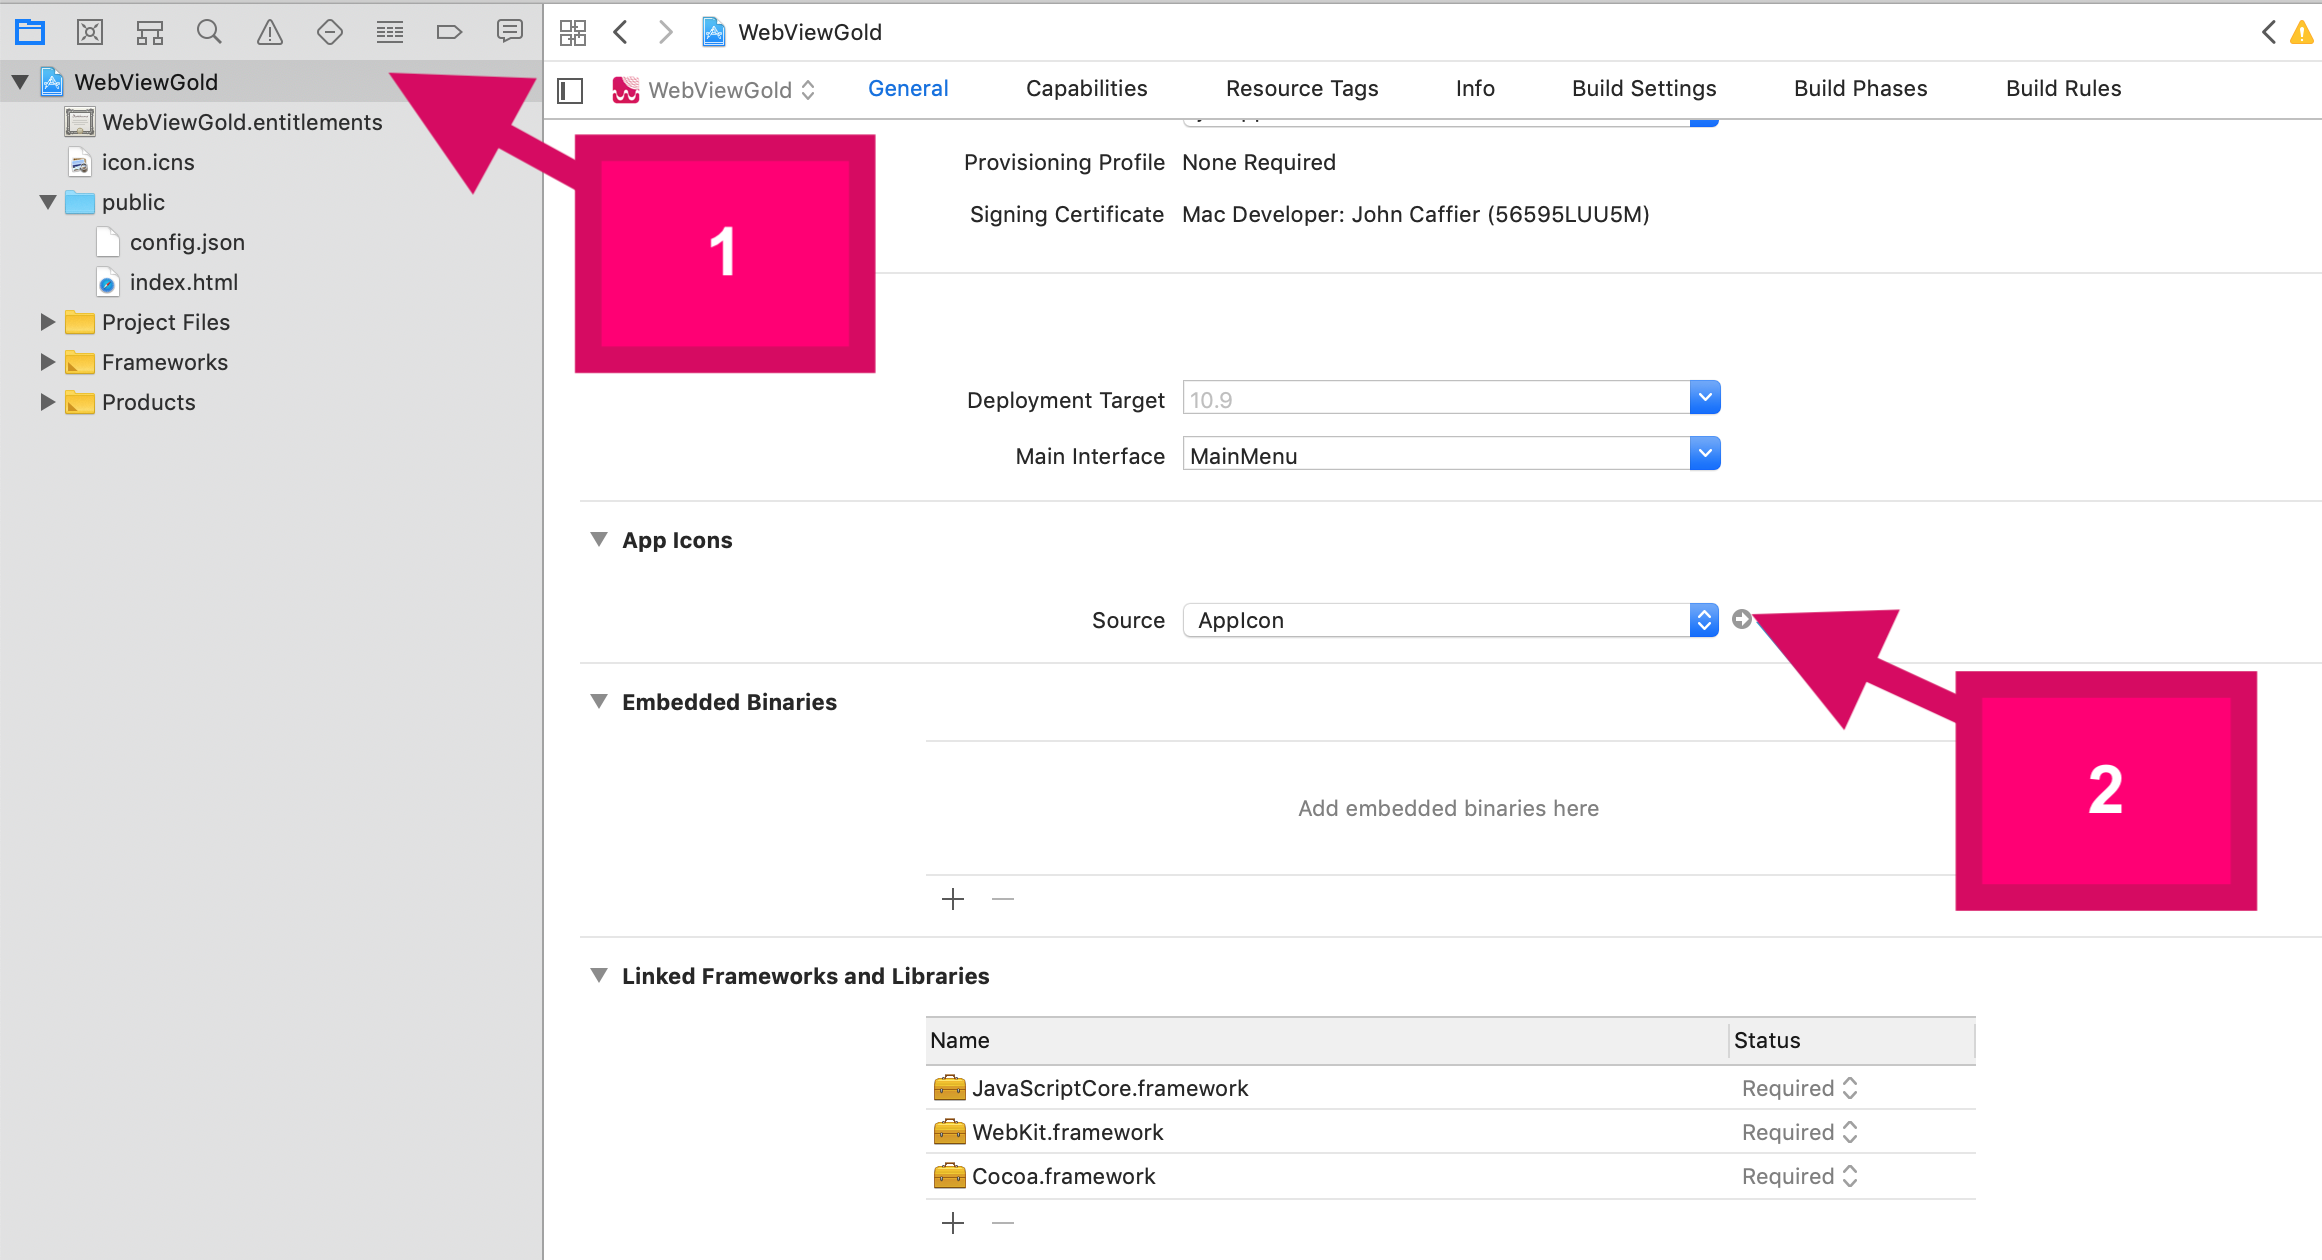 WebViewGold
WebViewGold
WebViewGold.entitlements
icon.icns
public
config.json
index.html
Project Files
Frameworks
Products
WebViewGold
General
Capabilities
Resource Tags
Info
Build Settings
Build Phases
Build Rules
Provisioning Profile None Required
Signing Certificate Mac Developer: John Caffier (56595LUU5M)
1
Deployment Target 10.9
Main Interface MainMenu
App Icons
Source AppIcon
2
Embedded Binaries
Add embedded binaries here
Linked Frameworks and Libraries
Name Status
JavaScriptCore.framework Required
WebKit.framework Required
Cocoa.framework Required